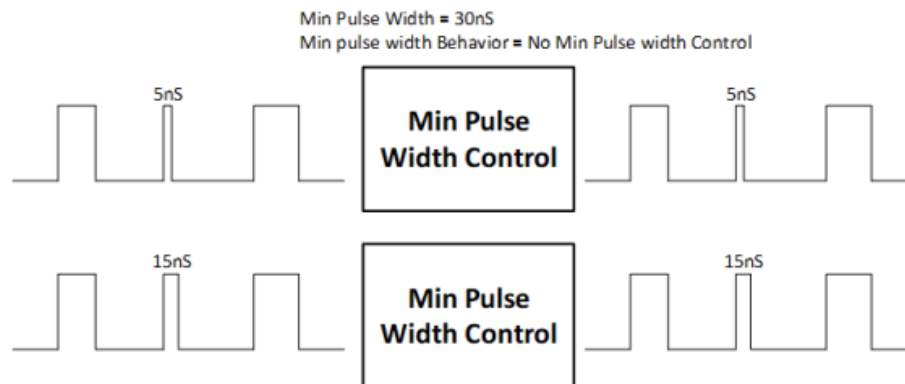 Min Pulse Width = 30nS
Min pulse width Behavior = No Min Pulse width Control
5nS
Min Pulse
Width Control
5nS
15nS
Min Pulse
Width Control
15nS